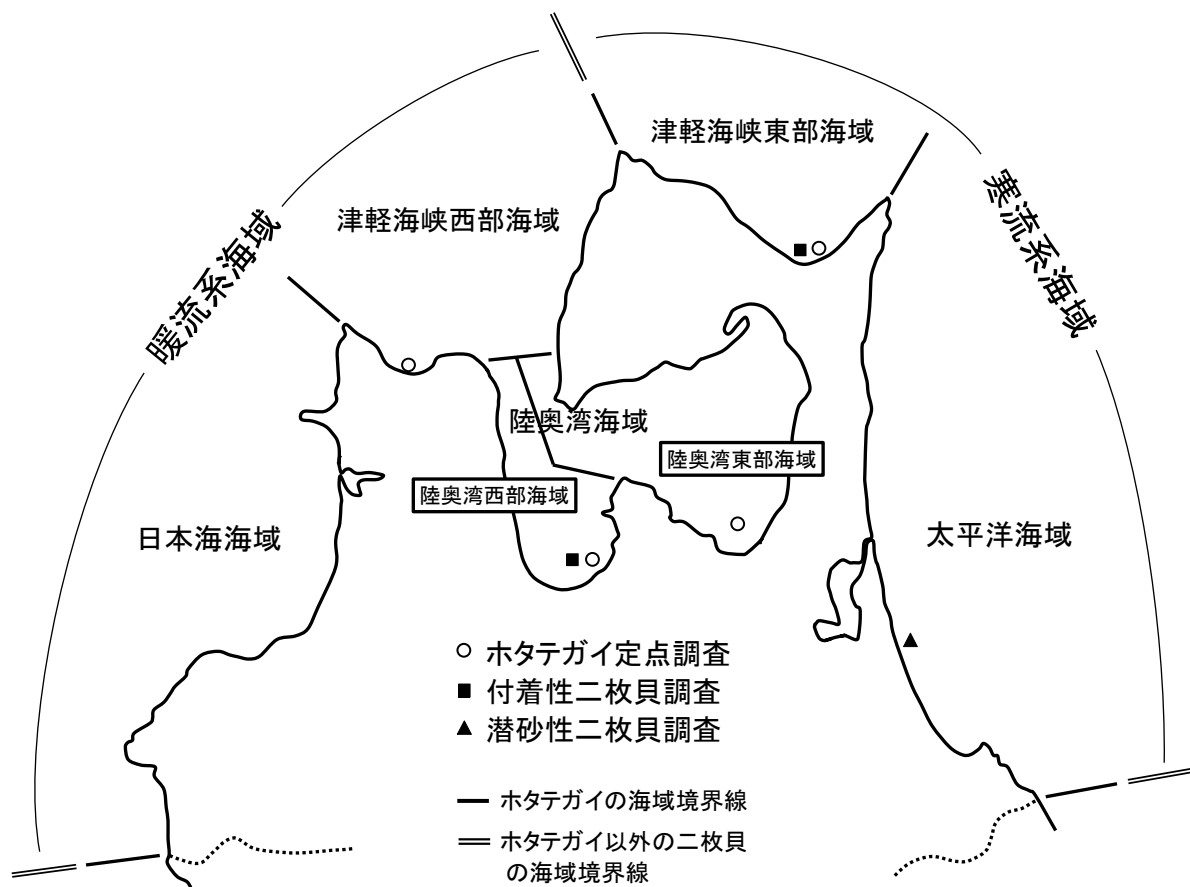 津軽海峡東部海域
津軽海峡西部海域
暖流系海域
寒流系海域
陸奥湾海域
陸奥湾東部海域
陸奥湾西部海域
日本海海域
太平洋海域
○ ホタテガイ定点調査
■ 付着性二枚貝調査
▲ 潜砂性二枚貝調査
ホタテガイの海域境界線
ホタテガイ以外の二枚貝
の海域境界線